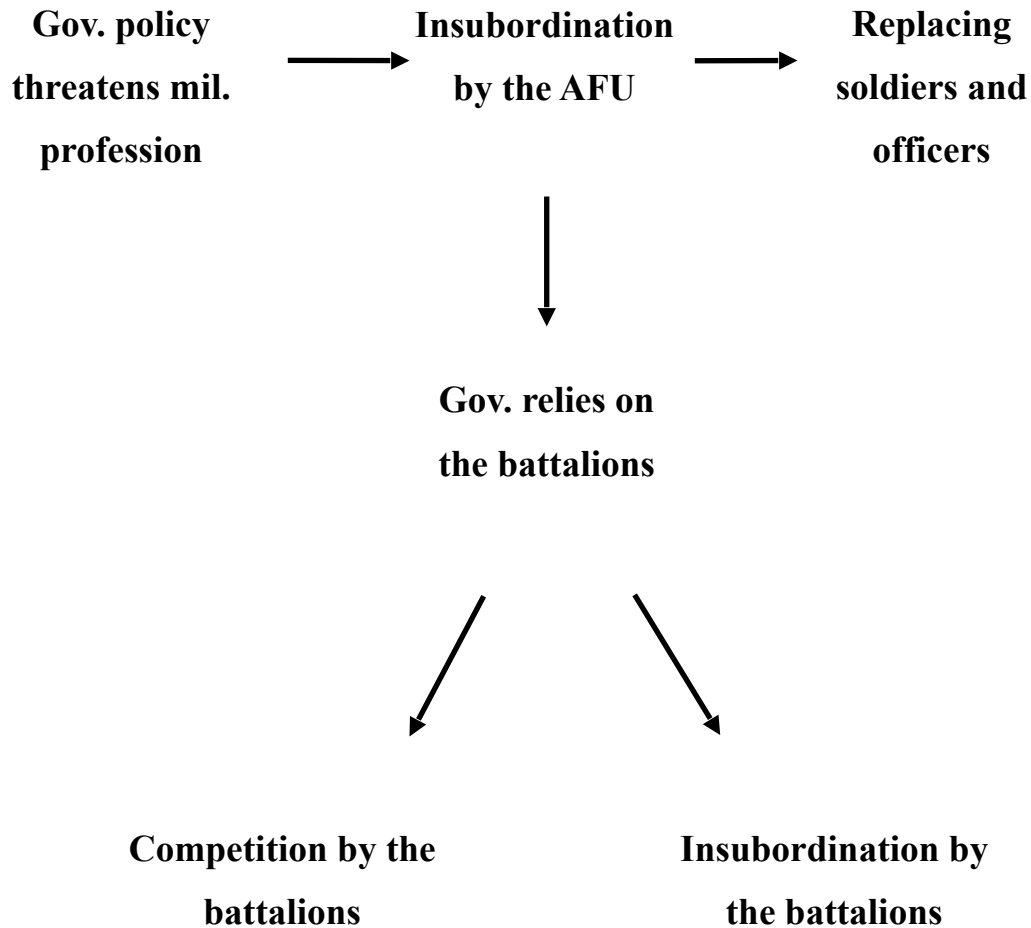 Gov. policy
threatens mil.
profession
Insubordination
by the AFU
Replacing
soldiers and
officers
Gov. relies on
the battalions
Competition by the
battalions
Insubordination by
the battalions